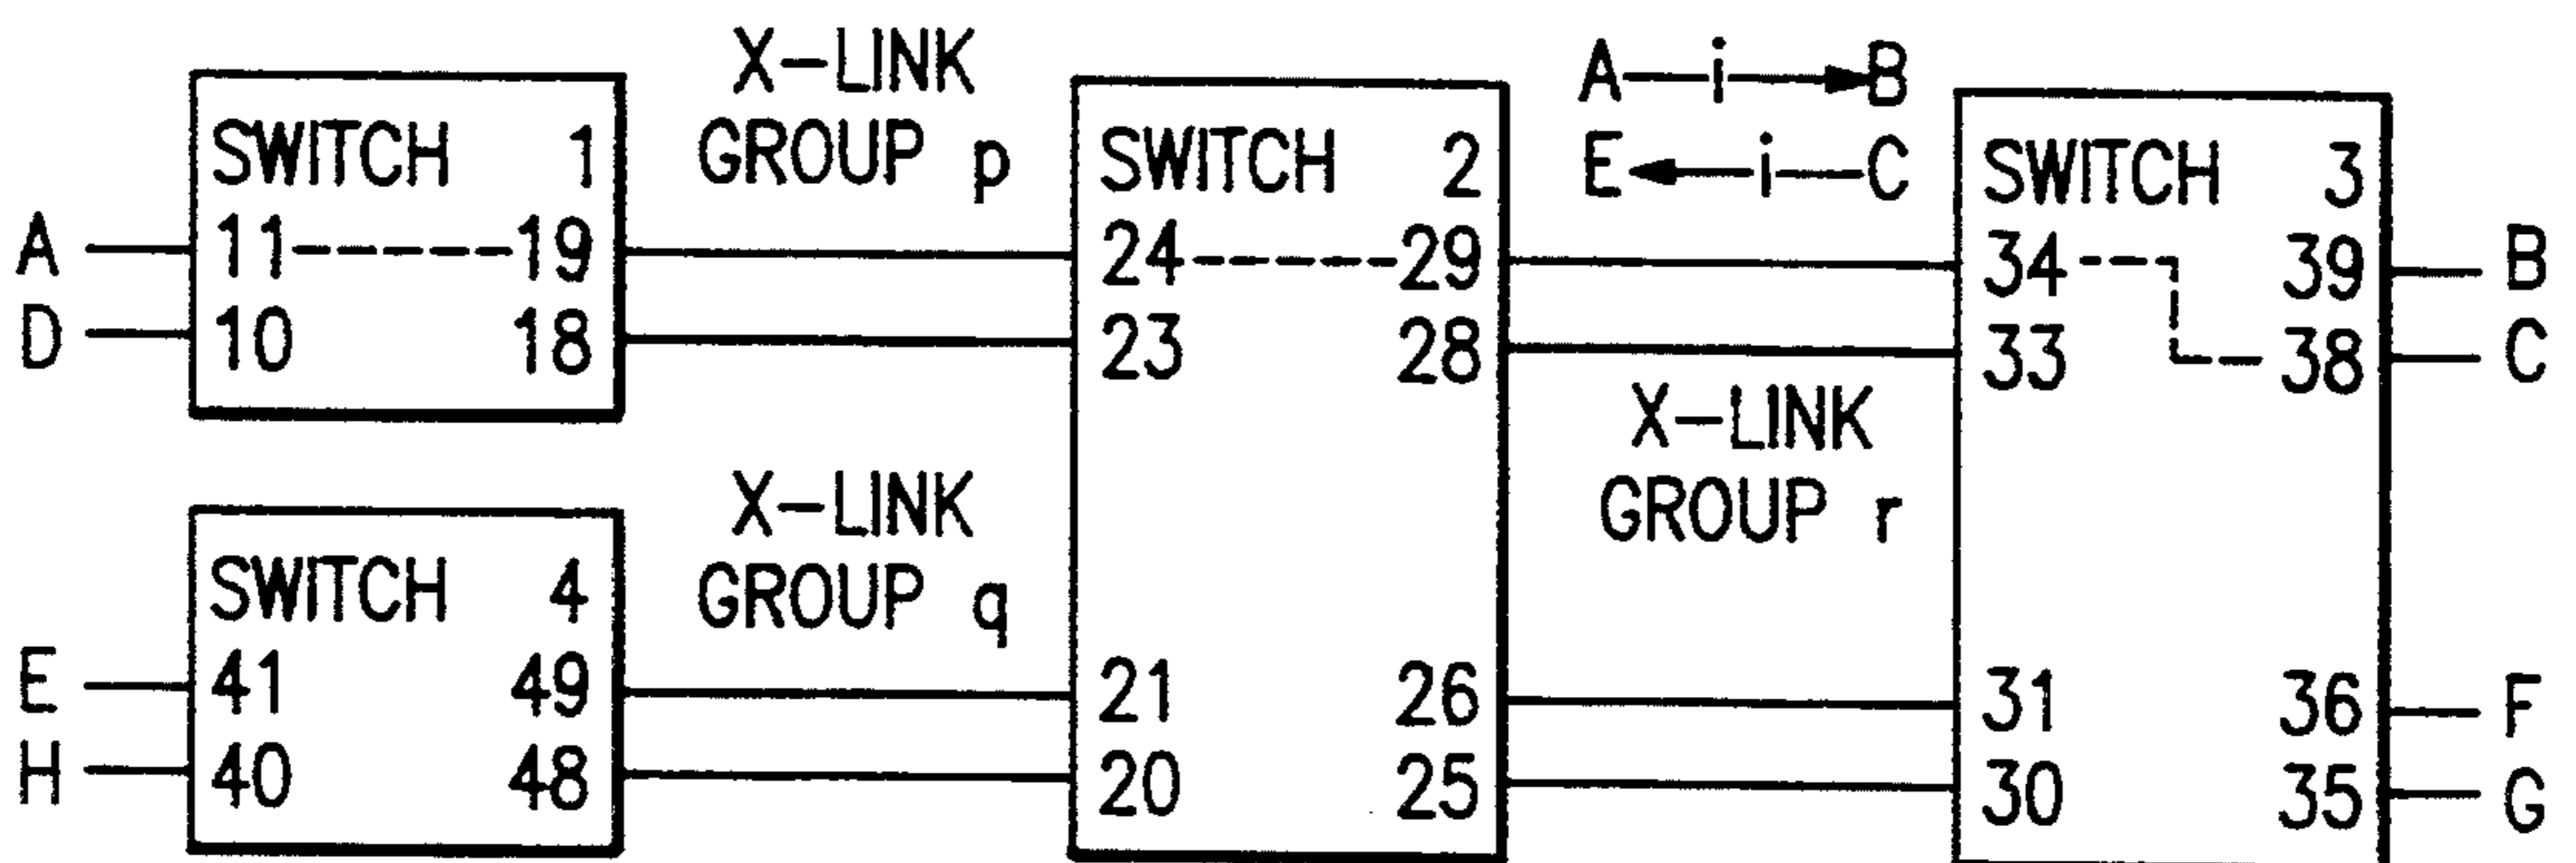 X-LINK
GROUP p
A—i→B
E←i—C
SWITCH 1
SWITCH 2
SWITCH 3
A 11 19 24 29 34 39 B
D 10 18 23 28 33 38 C
X-LINK
GROUP r
X-LINK
GROUP q
SWITCH 4
E 41 49 21 26 31 36 F
H 40 48 20 25 30 35 G